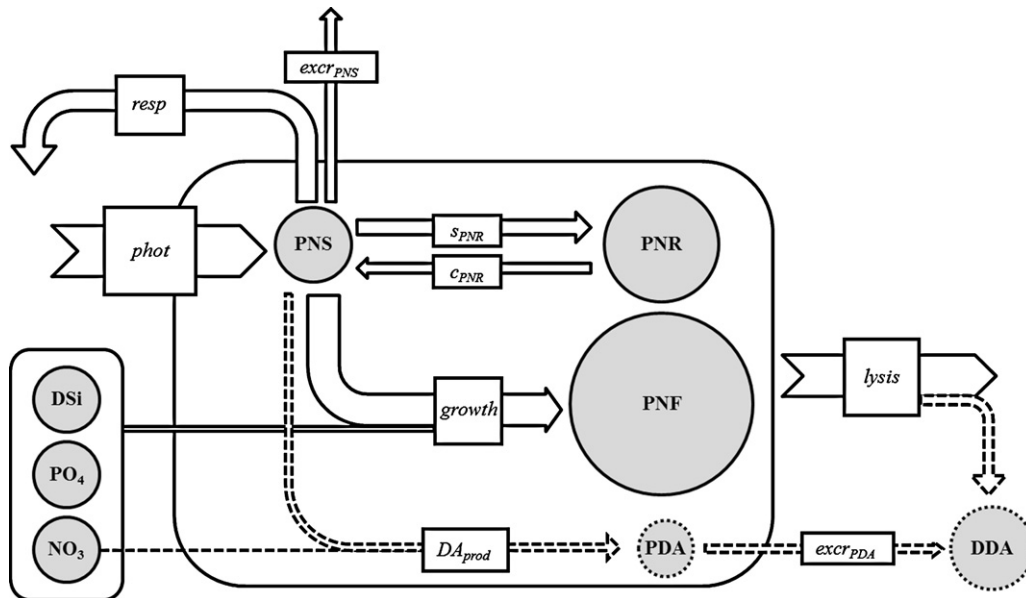 excr_PNS
resp
phot
PNS
s_PNR
c_PNR
PNR
DSi
PO₄
NO₃
growth
PNF
lysis
DA_prod
PDA
excr_PDA
DDA